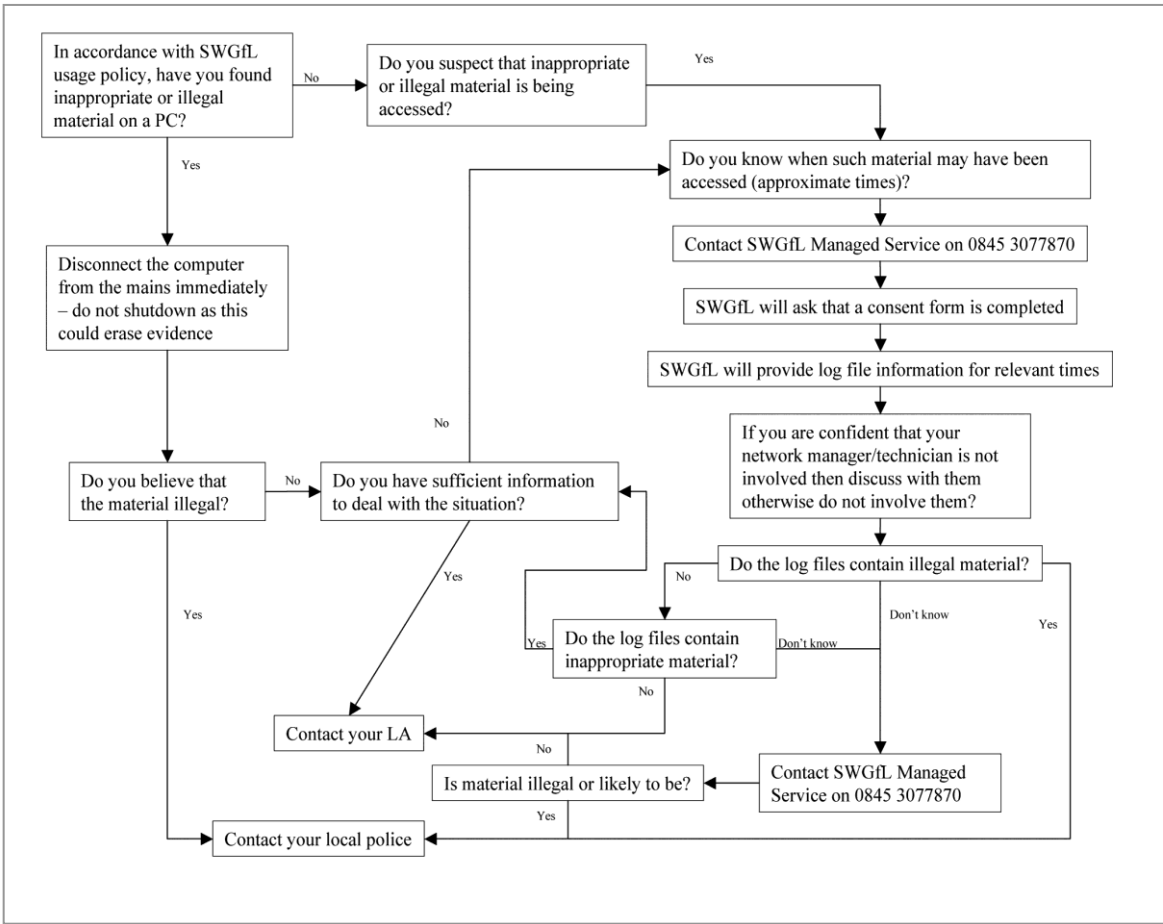 In accordance with SWGfL
usage policy, have you found
inappropriate or illegal
material on a PC?
No
Do you suspect that inappropriate
or illegal material is being
accessed?
Yes
Yes
Do you know when such material may have been
accessed (approximate times)?
Contact SWGfL Managed Service on 0845 3077870
Disconnect the computer
from the mains immediately
– do not shutdown as this
could erase evidence
SWGfL will ask that a consent form is completed
SWGfL will provide log file information for relevant times
No
If you are confident that your
network manager/technician is not
involved then discuss with them
otherwise do not involve them?
Do you believe that
the material illegal?
No
Do you have sufficient information
to deal with the situation?
Do the log files contain illegal material?
No
Yes
Yes
Don't know
Yes
Yes
Do the log files contain
inappropriate material?
Don't know
No
Contact your LA
No
Is material illegal or likely to be?
Contact SWGfL Managed
Service on 0845 3077870
Yes
Contact your local police